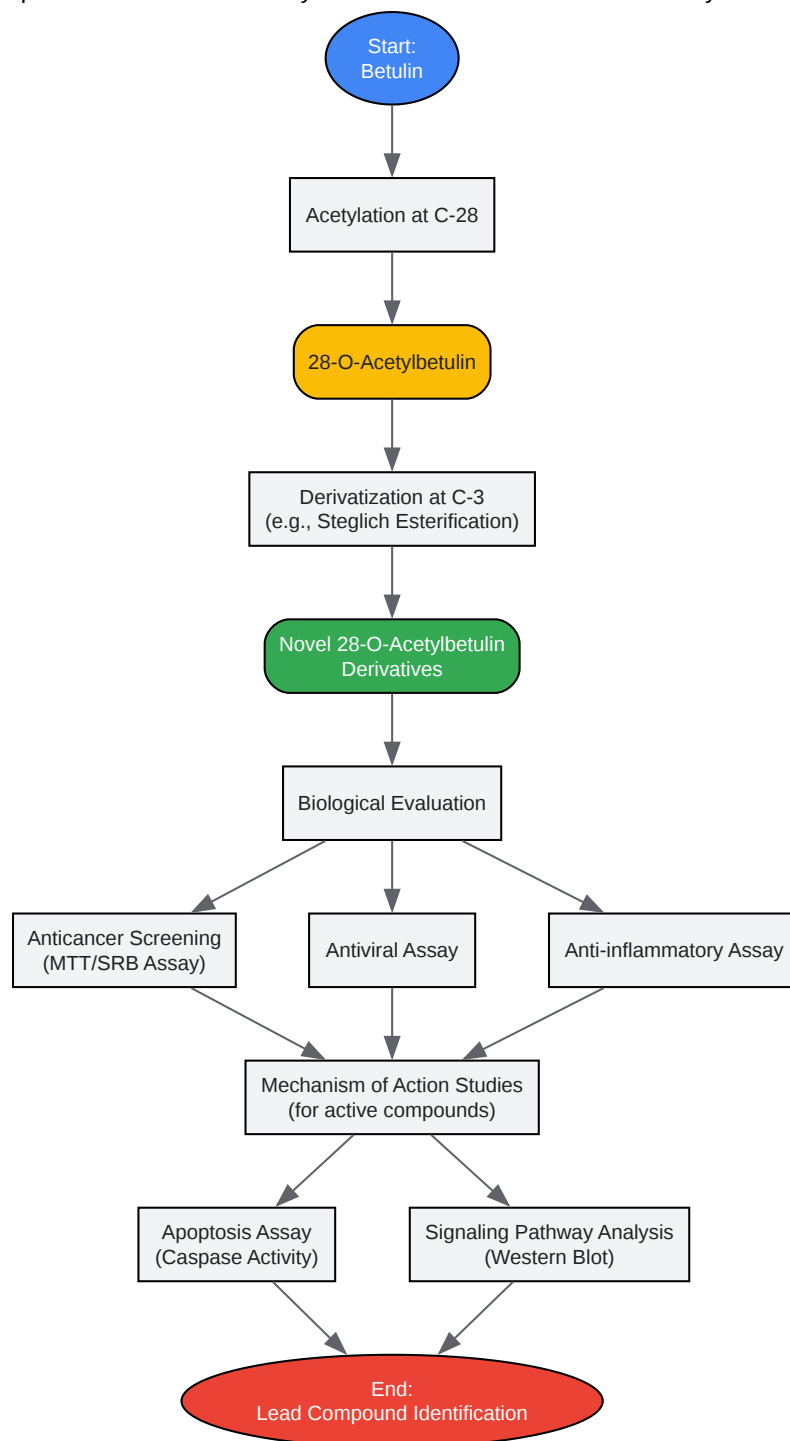 Start:
Betulin
Acetylation at C-28
28-O-Acetylbetulin
Derivatization at C-3
(e.g., Steglich Esterification)
Novel 28-O-Acetylbetulin
Derivatives
Biological Evaluation
Anticancer Screening
(MTT/SRB Assay)
Antiviral Assay
Anti-inflammatory Assay
Mechanism of Action Studies
(for active compounds)
Apoptosis Assay
(Caspase Activity)
Signaling Pathway Analysis
(Western Blot)
End:
Lead Compound Identification